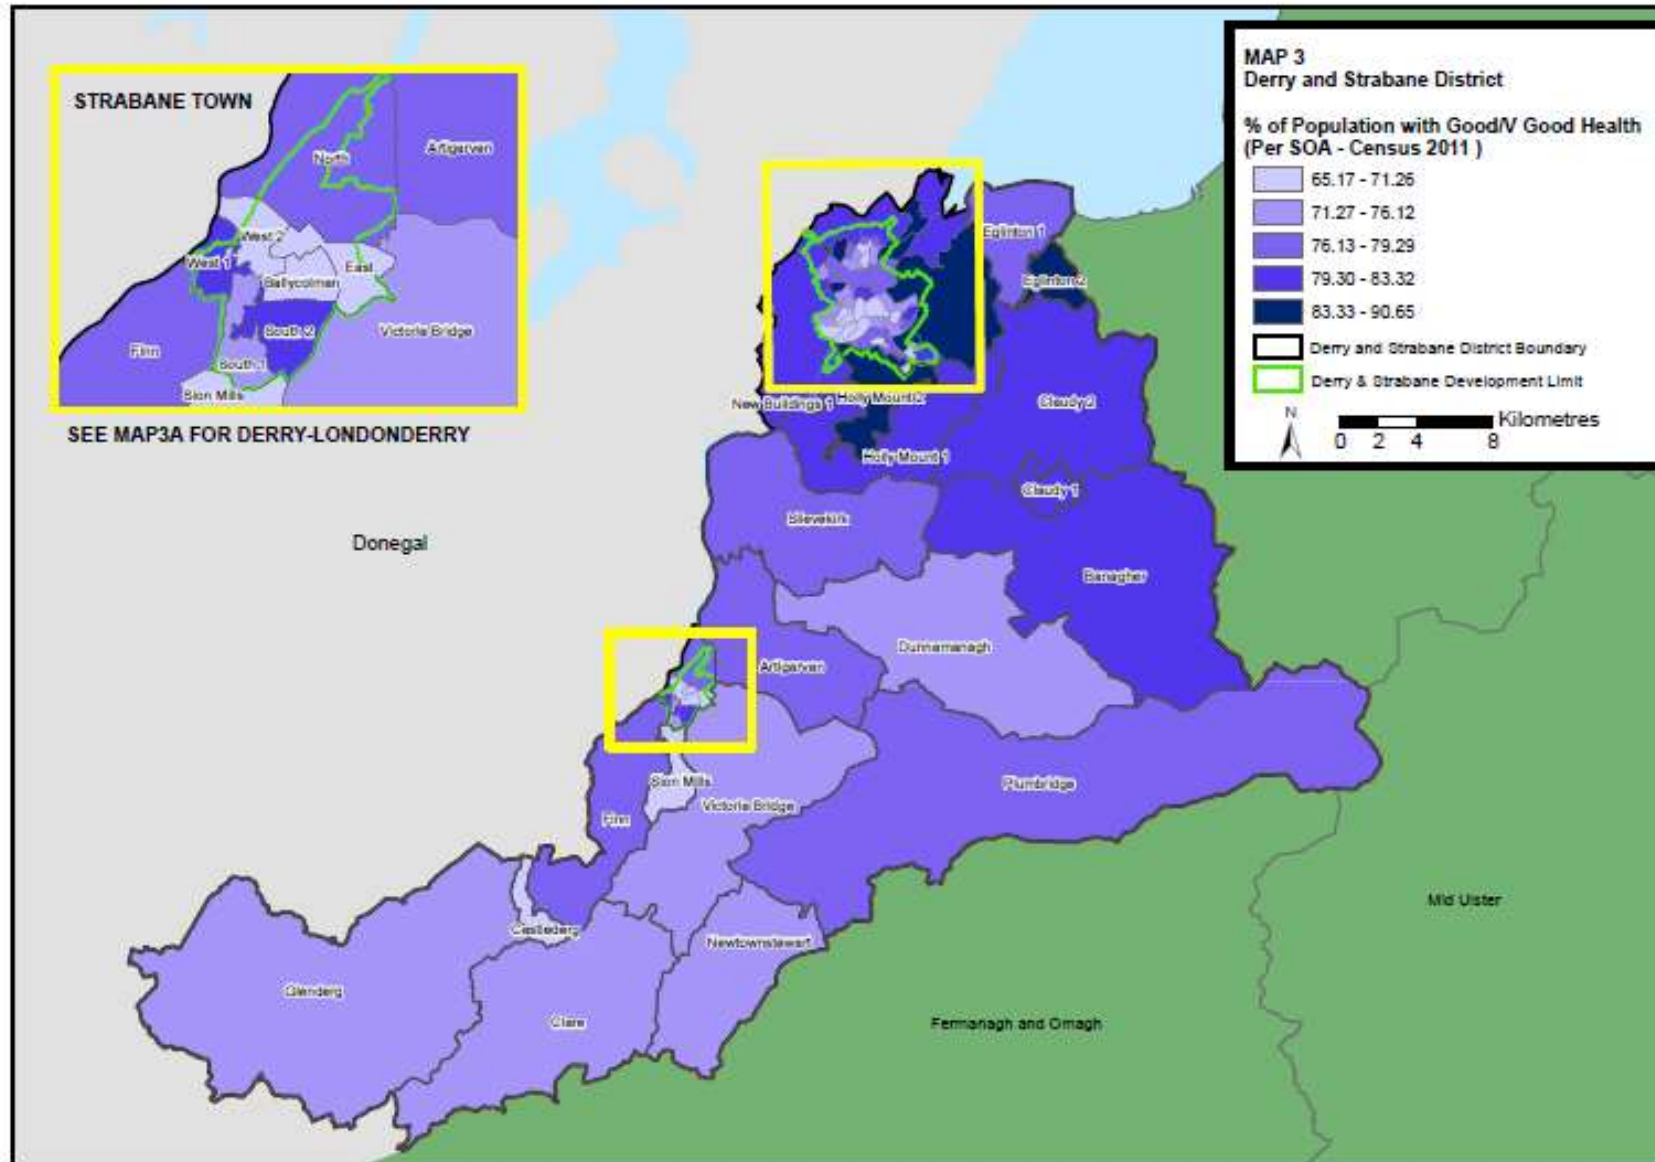 STRABANE TOWN
North
Artigarvan
West 2
West 1
East
Ballycolman
South 2
Victoria Bridge
Finn
South 1
Sion Mills
SEE MAP3A FOR DERRY-LONDONDERRY
MAP 3
Derry and Strabane District
% of Population with Good/V Good Health
(Per SOA - Census 2011 )
65.17 - 71.26
71.27 - 76.12
76.13 - 79.29
79.30 - 83.32
83.33 - 90.65
Derry and Strabane District Boundary
Derry & Strabane Development Limit
N
Kilometres
0 2 4 8
Eglinton 1
Eglinton 2
New Buildings 1
Holly Mount 2
Claudy 2
Holly Mount 1
Claudy 1
Slievekirk
Donegal
Banagher
Dunnamanagh
Artigarvan
Sion Mills
Plumbridge
Victoria Bridge
Finn
Mid Ulster
Castlederg
Newtownstewart
Glenderg
Clare
Fermanagh and Omagh